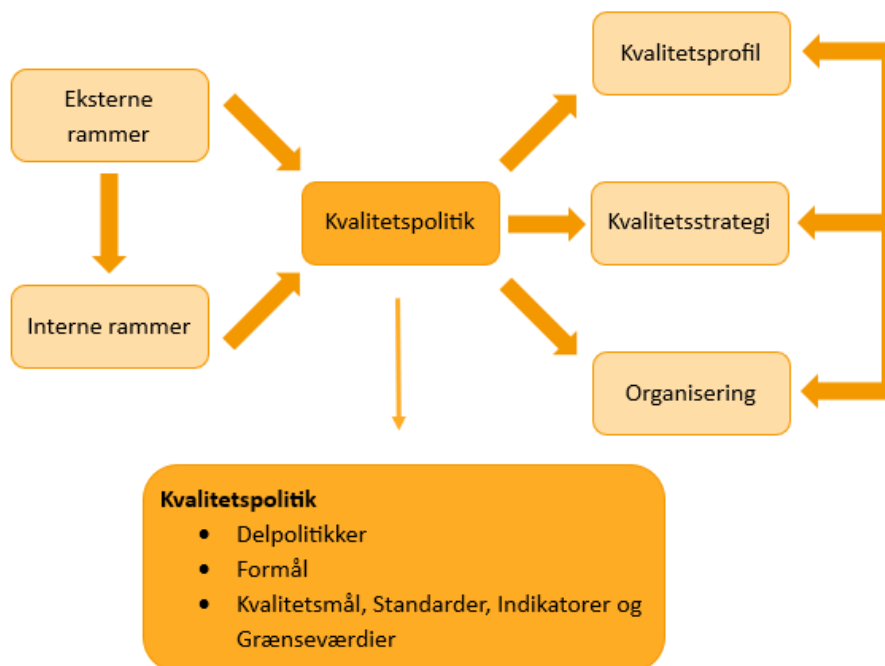 Kvalitetsprofil
Eksterne
rammer
Kvalitetspolitik
Kvalitetsstrategi
Interne rammer
Organisering
Kvalitetspolitik
• Delpolitikker
• Formål
• Kvalitetsmål, Standarder, Indikatorer og
Grænseværdier